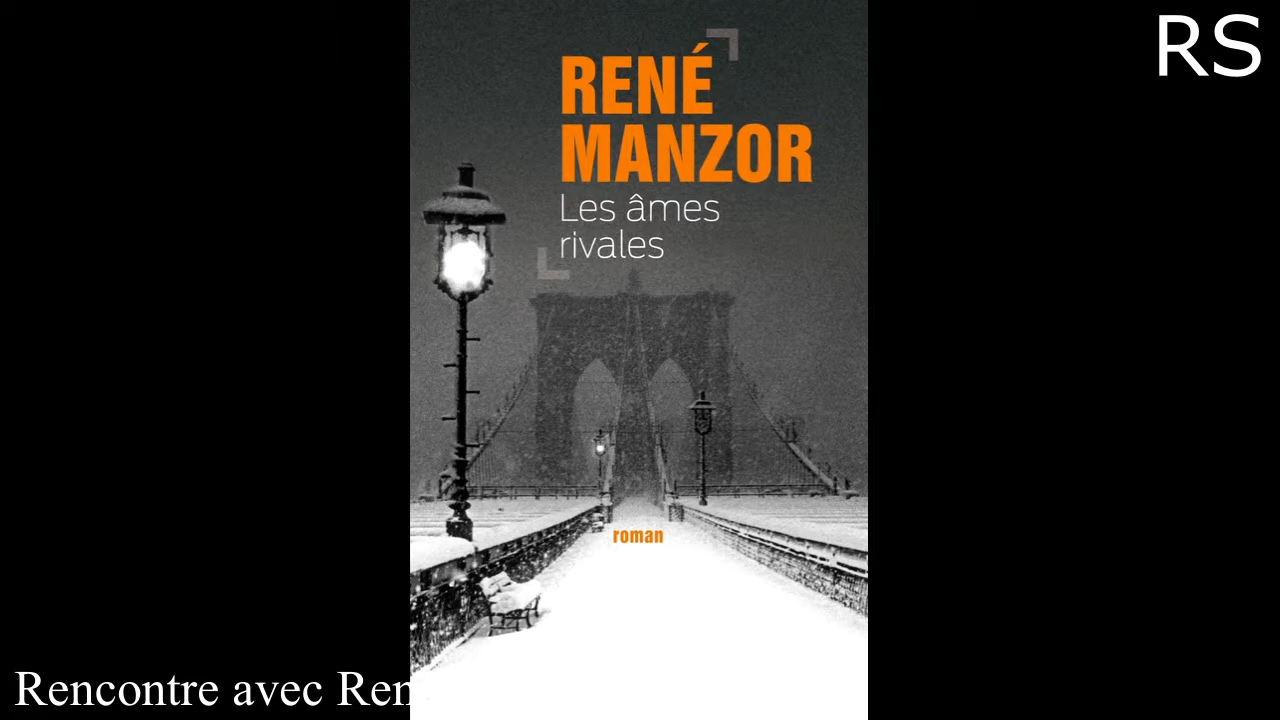 RS
RENÉ
MANZOR
Les âmes
rivales
roman
Rencontre avec Ren